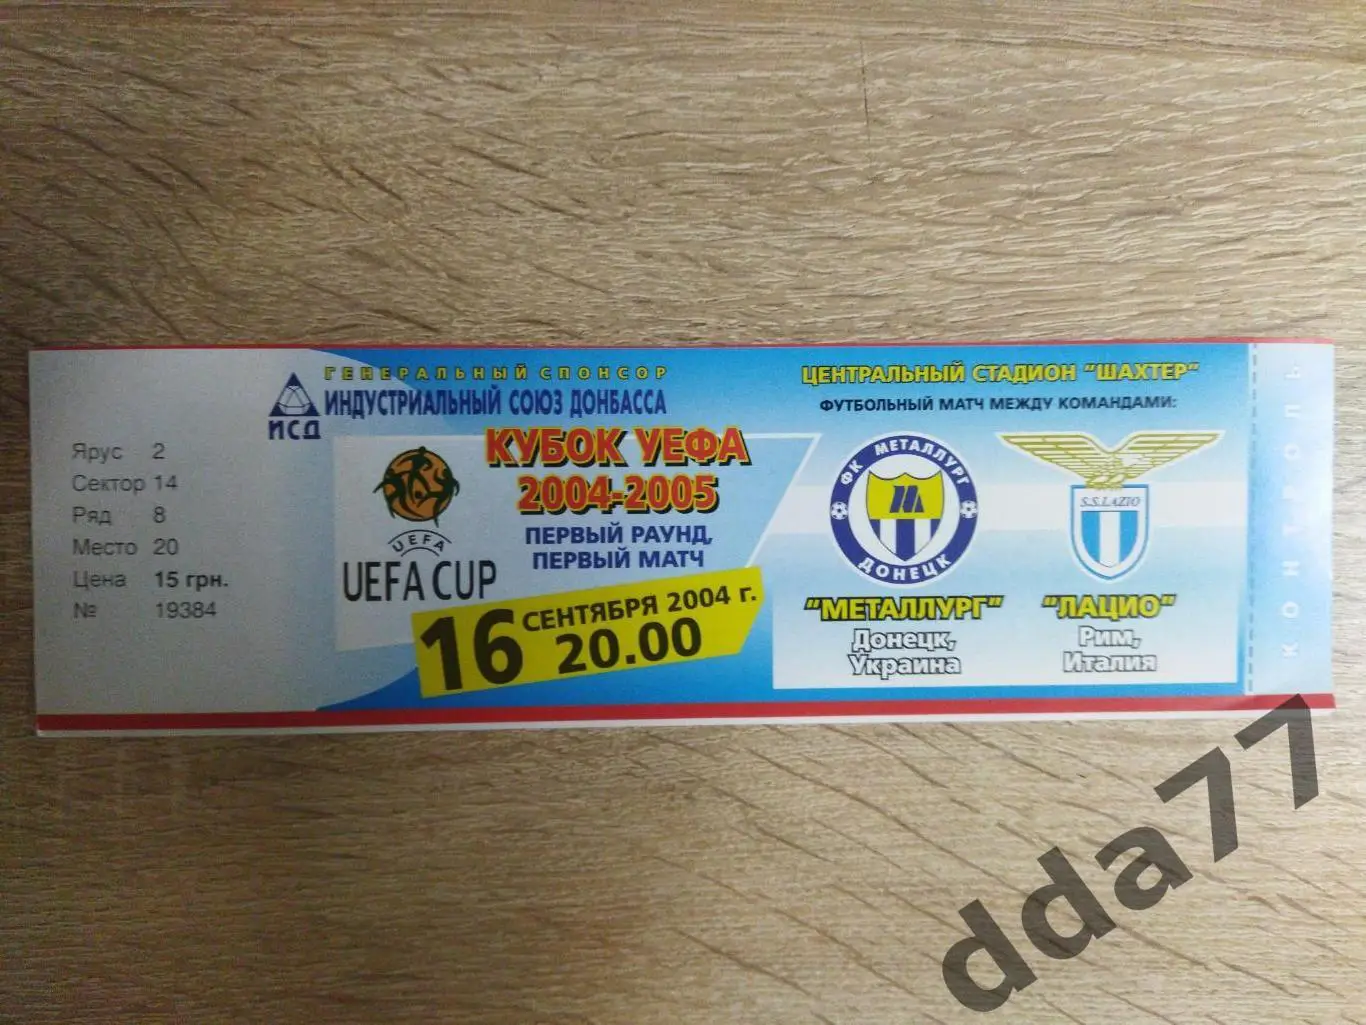 Ярус 2
Сектор 14
Ряд 8
Место 20
Цена 15 грн.
№ 19384
ГЕНЕРАЛЬНЫЙ СПОНСОР
ИСД
ИНДУСТРИАЛЬНЫЙ СОЮЗ ДОНБАССА
КУБОК УЕФА
2004-2005
ПЕРВЫЙ РАУНД,
ПЕРВЫЙ МАТЧ
UEFA
UEFA CUP
16 СЕНТЯБРЯ 2004 г.
20.00
ЦЕНТРАЛЬНЫЙ СТАДИОН "ШАХТЕР"
ФУТБОЛЬНЫЙ МАТЧ МЕЖДУ КОМАНДАМИ:
ФК МЕТАЛЛУРГ
ДОНЕЦК
S.S.LAZIO
"МЕТАЛЛУРГ"
Донецк,
Украина
"ЛАЦИО"
Рим,
Италия
КОНТРОЛЬ
dda77